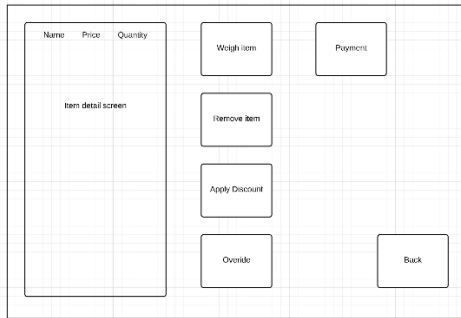 Name Price Quantity
Item detail screen
Weigh item
Remove item
Apply Discount
Overide
Payment
Back